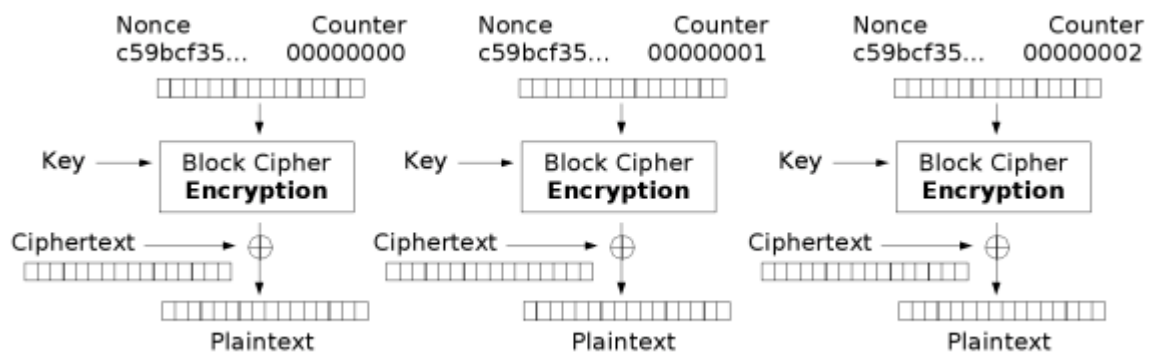 Nonce Counter Nonce Counter Nonce Counter
c59bcf35... 00000000 c59bcf35... 00000001 c59bcf35... 00000002
Key Block Cipher Key Block Cipher Key Block Cipher
Encryption Encryption Encryption
Ciphertext Ciphertext Ciphertext
Plaintext Plaintext Plaintext